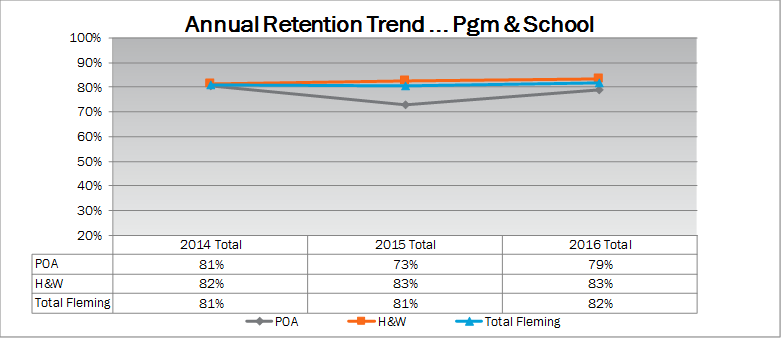 Annual Retention Trend ... Pgm & School
100%
90%
80%
70%
60%
50%
40%
30%
20%
2014 Total 2015 Total 2016 Total
POA 81% 73% 79%
H&W 82% 83% 83%
Total Fleming 81% 81% 82%
POA H&W Total Fleming